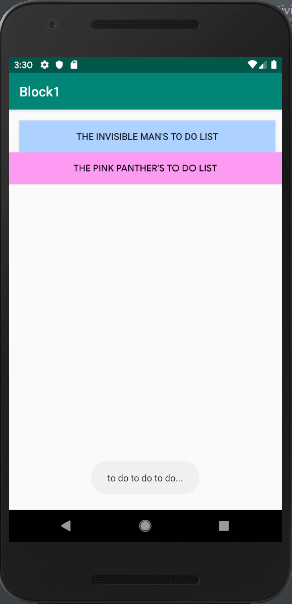 3:30
Block1
THE INVISIBLE MAN'S TO DO LIST
THE PINK PANTHER'S TO DO LIST
to do to do to do...